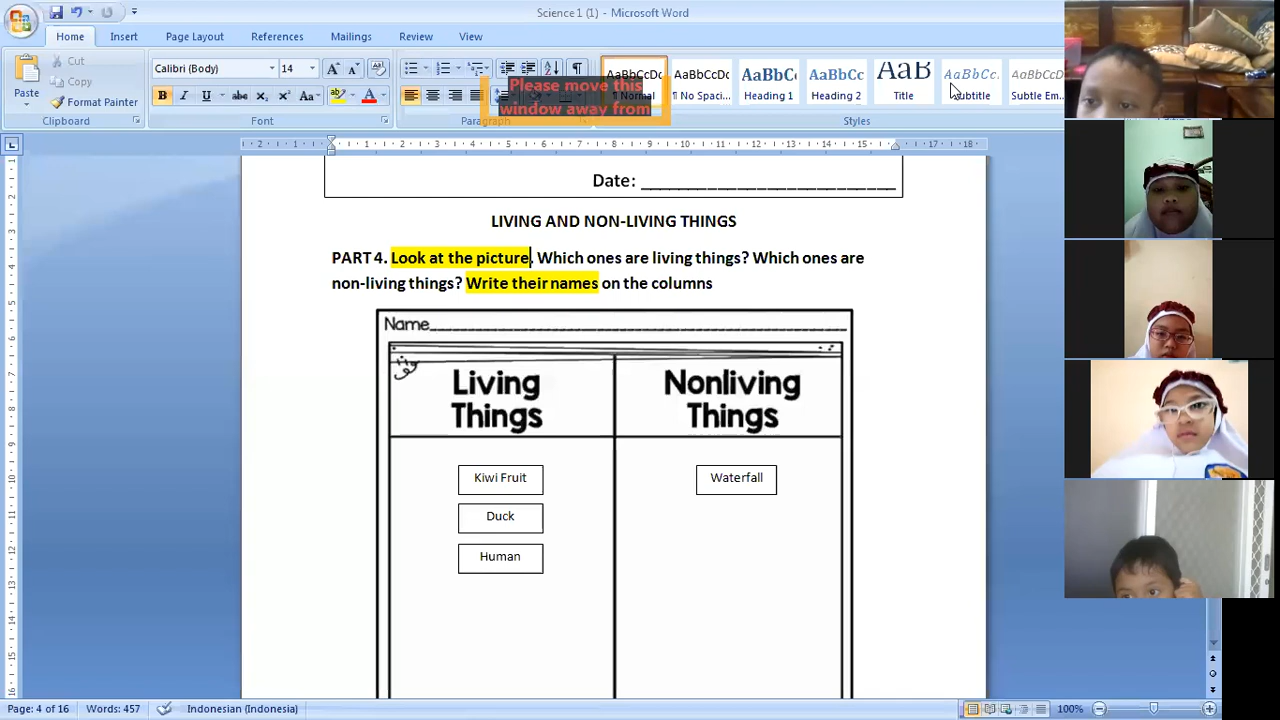 Science 1 (1) - Microsoft Word
Home Insert Page Layout References Mailings Review View
Paste
Cut
Copy
Format Painter
Clipboard
Calibri (Body) 14
Font
Please move this
window away from
Paragraph
AaBbCcDc AaBbCcDc AaBbC( AaBbCc AaB AaBbCc. AaBbCcDc
¶ Normal ¶ No Spaci... Heading 1 Heading 2 Title Subtitle Subtle Em...
Styles
Date: _________________________
LIVING AND NON-LIVING THINGS
PART 4. Look at the picture. Which ones are living things? Which ones are
non-living things? Write their names on the columns
Name
Living
Things
Nonliving
Things
Kiwi Fruit
Duck
Human
Waterfall
Page: 4 of 16 Words: 457 Indonesian (Indonesia) 100%